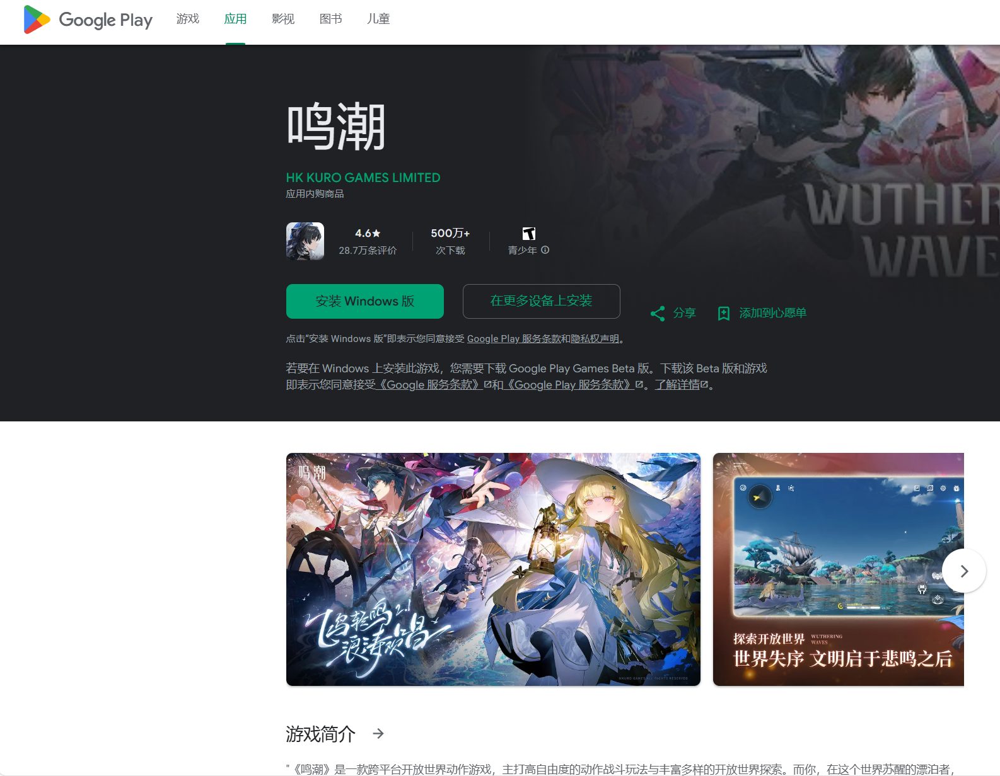 Google Play 游戏 应用 影视 图书 儿童
鸣潮
HK KURO GAMES LIMITED
应用内购商品
WUTHER
WAVE
4.6★ 500万+ T
28.7万条评价 次下载 青少年
安装 Windows 版 在更多设备上安装 分享 添加到心愿单
点击“安装 Windows 版”即表示您同意接受 Google Play 服务条款和隐私权声明。
若要在 Windows 上安装此游戏，您需要下载 Google Play Games Beta 版。下载该 Beta 版和游戏
即表示您同意接受《Google 服务条款》和《Google Play 服务条款》。了解详情。
鸣潮
飞鸟轻鸣 2.1
浪涛欢唱
©KURO GAMES ALL RIGHTS RESERVED
WUTHERING
WAVES
探索开放世界 WUTHERING
WAVES
世界失序 文明启于悲鸣之后
游戏简介
"《鸣潮》是一款跨平台开放世界动作游戏，主打高自由度的动作战斗玩法与丰富多样的开放世界探索。而你，在这个世界苏醒的漂泊者，